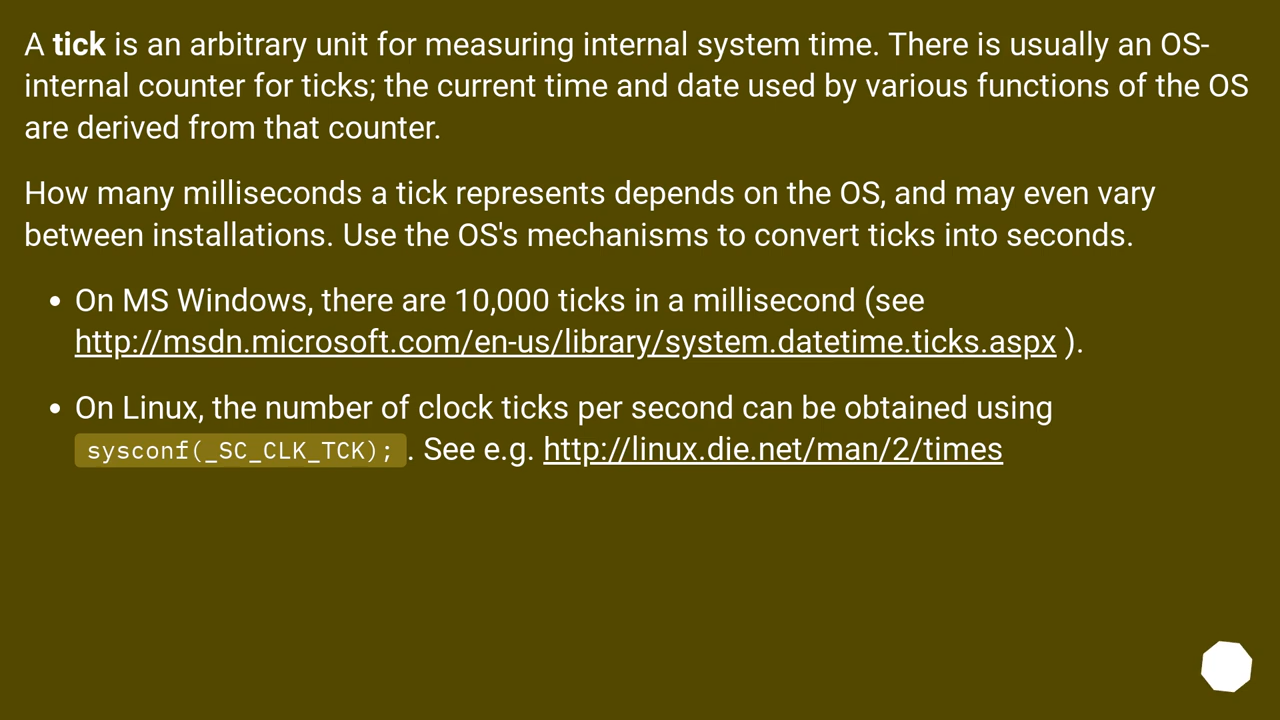 A tick is an arbitrary unit for measuring internal system time. There is usually an OS-
internal counter for ticks; the current time and date used by various functions of the OS
are derived from that counter.
How many milliseconds a tick represents depends on the OS, and may even vary
between installations. Use the OS's mechanisms to convert ticks into seconds.
• On MS Windows, there are 10,000 ticks in a millisecond (see
http://msdn.microsoft.com/en-us/library/system.datetime.ticks.aspx ).
• On Linux, the number of clock ticks per second can be obtained using
sysconf(_SC_CLK_TCK); . See e.g. http://linux.die.net/man/2/times